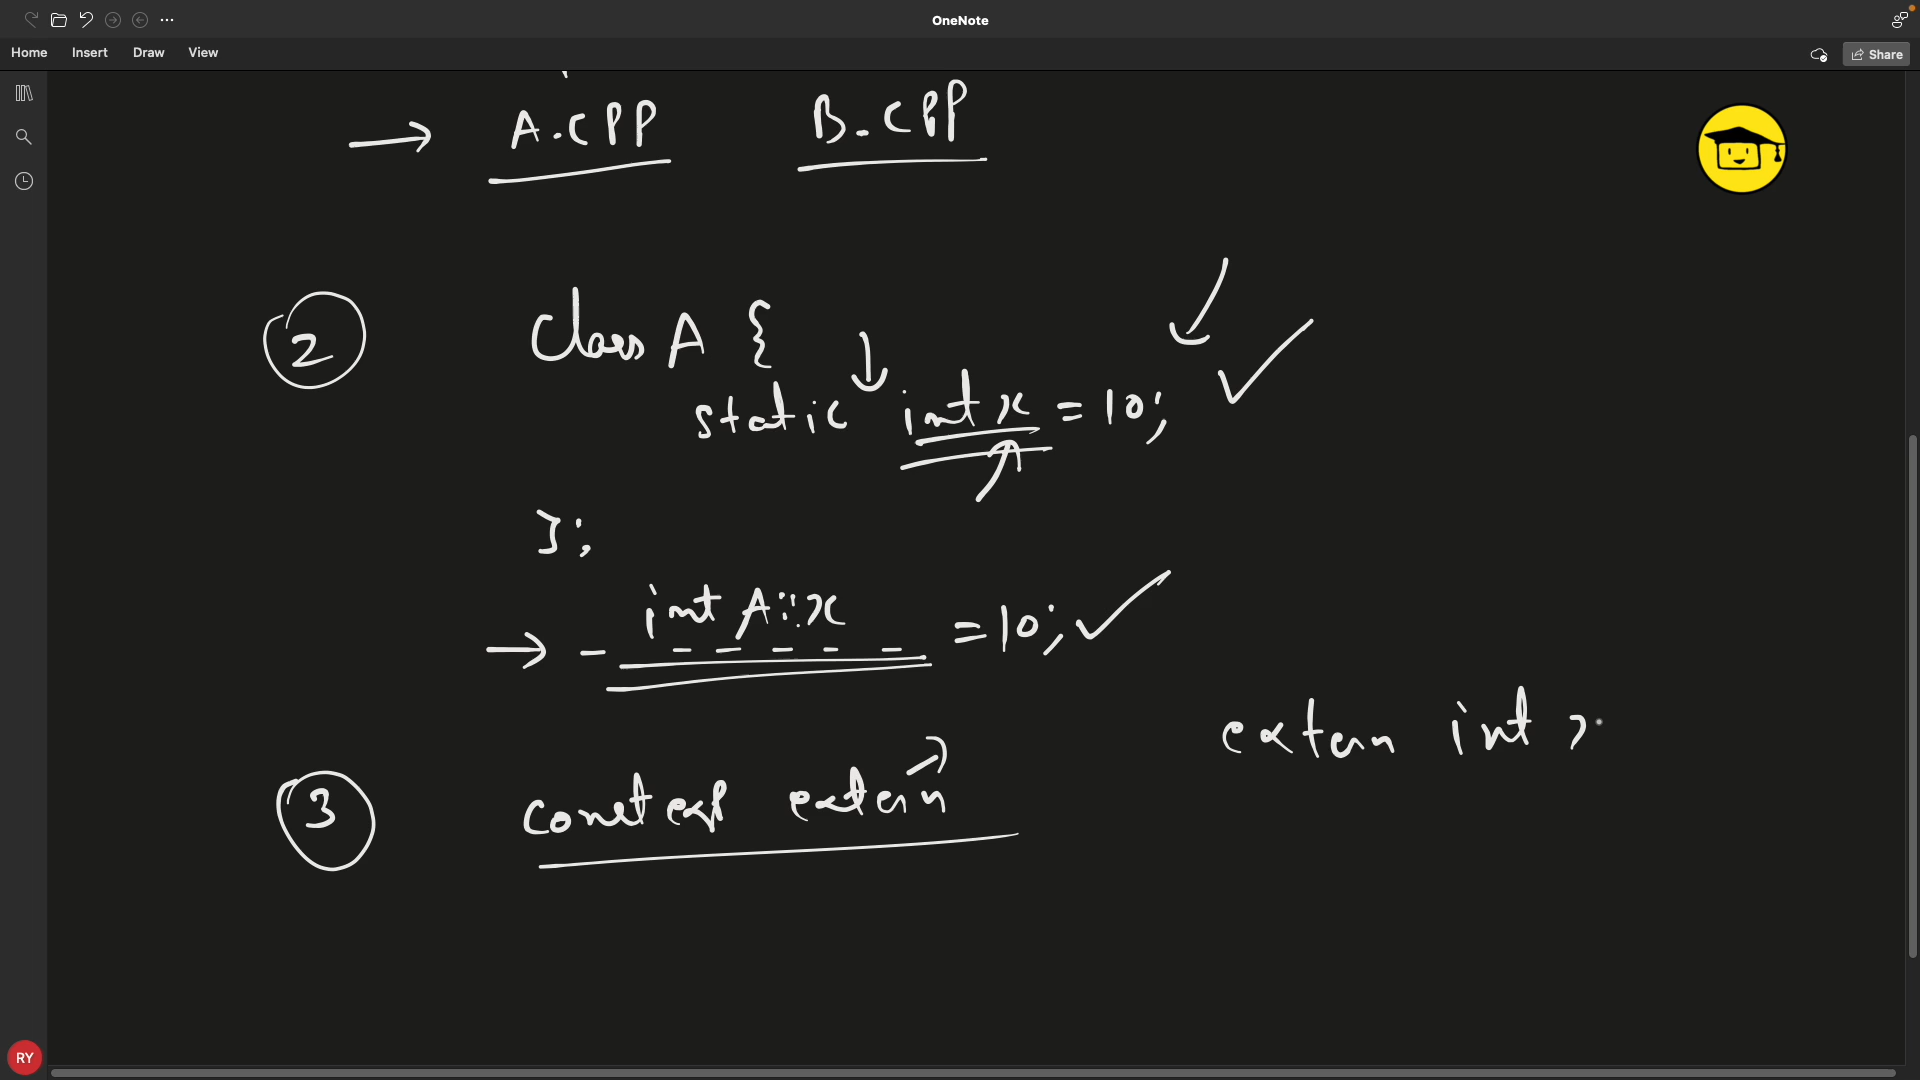 OneNote
Home Insert Draw View
Share
A.CPP B.CPP
2 Class A {
static int x = 10;
};
int A::x = 10;
extern int
3 constexp extern
RY